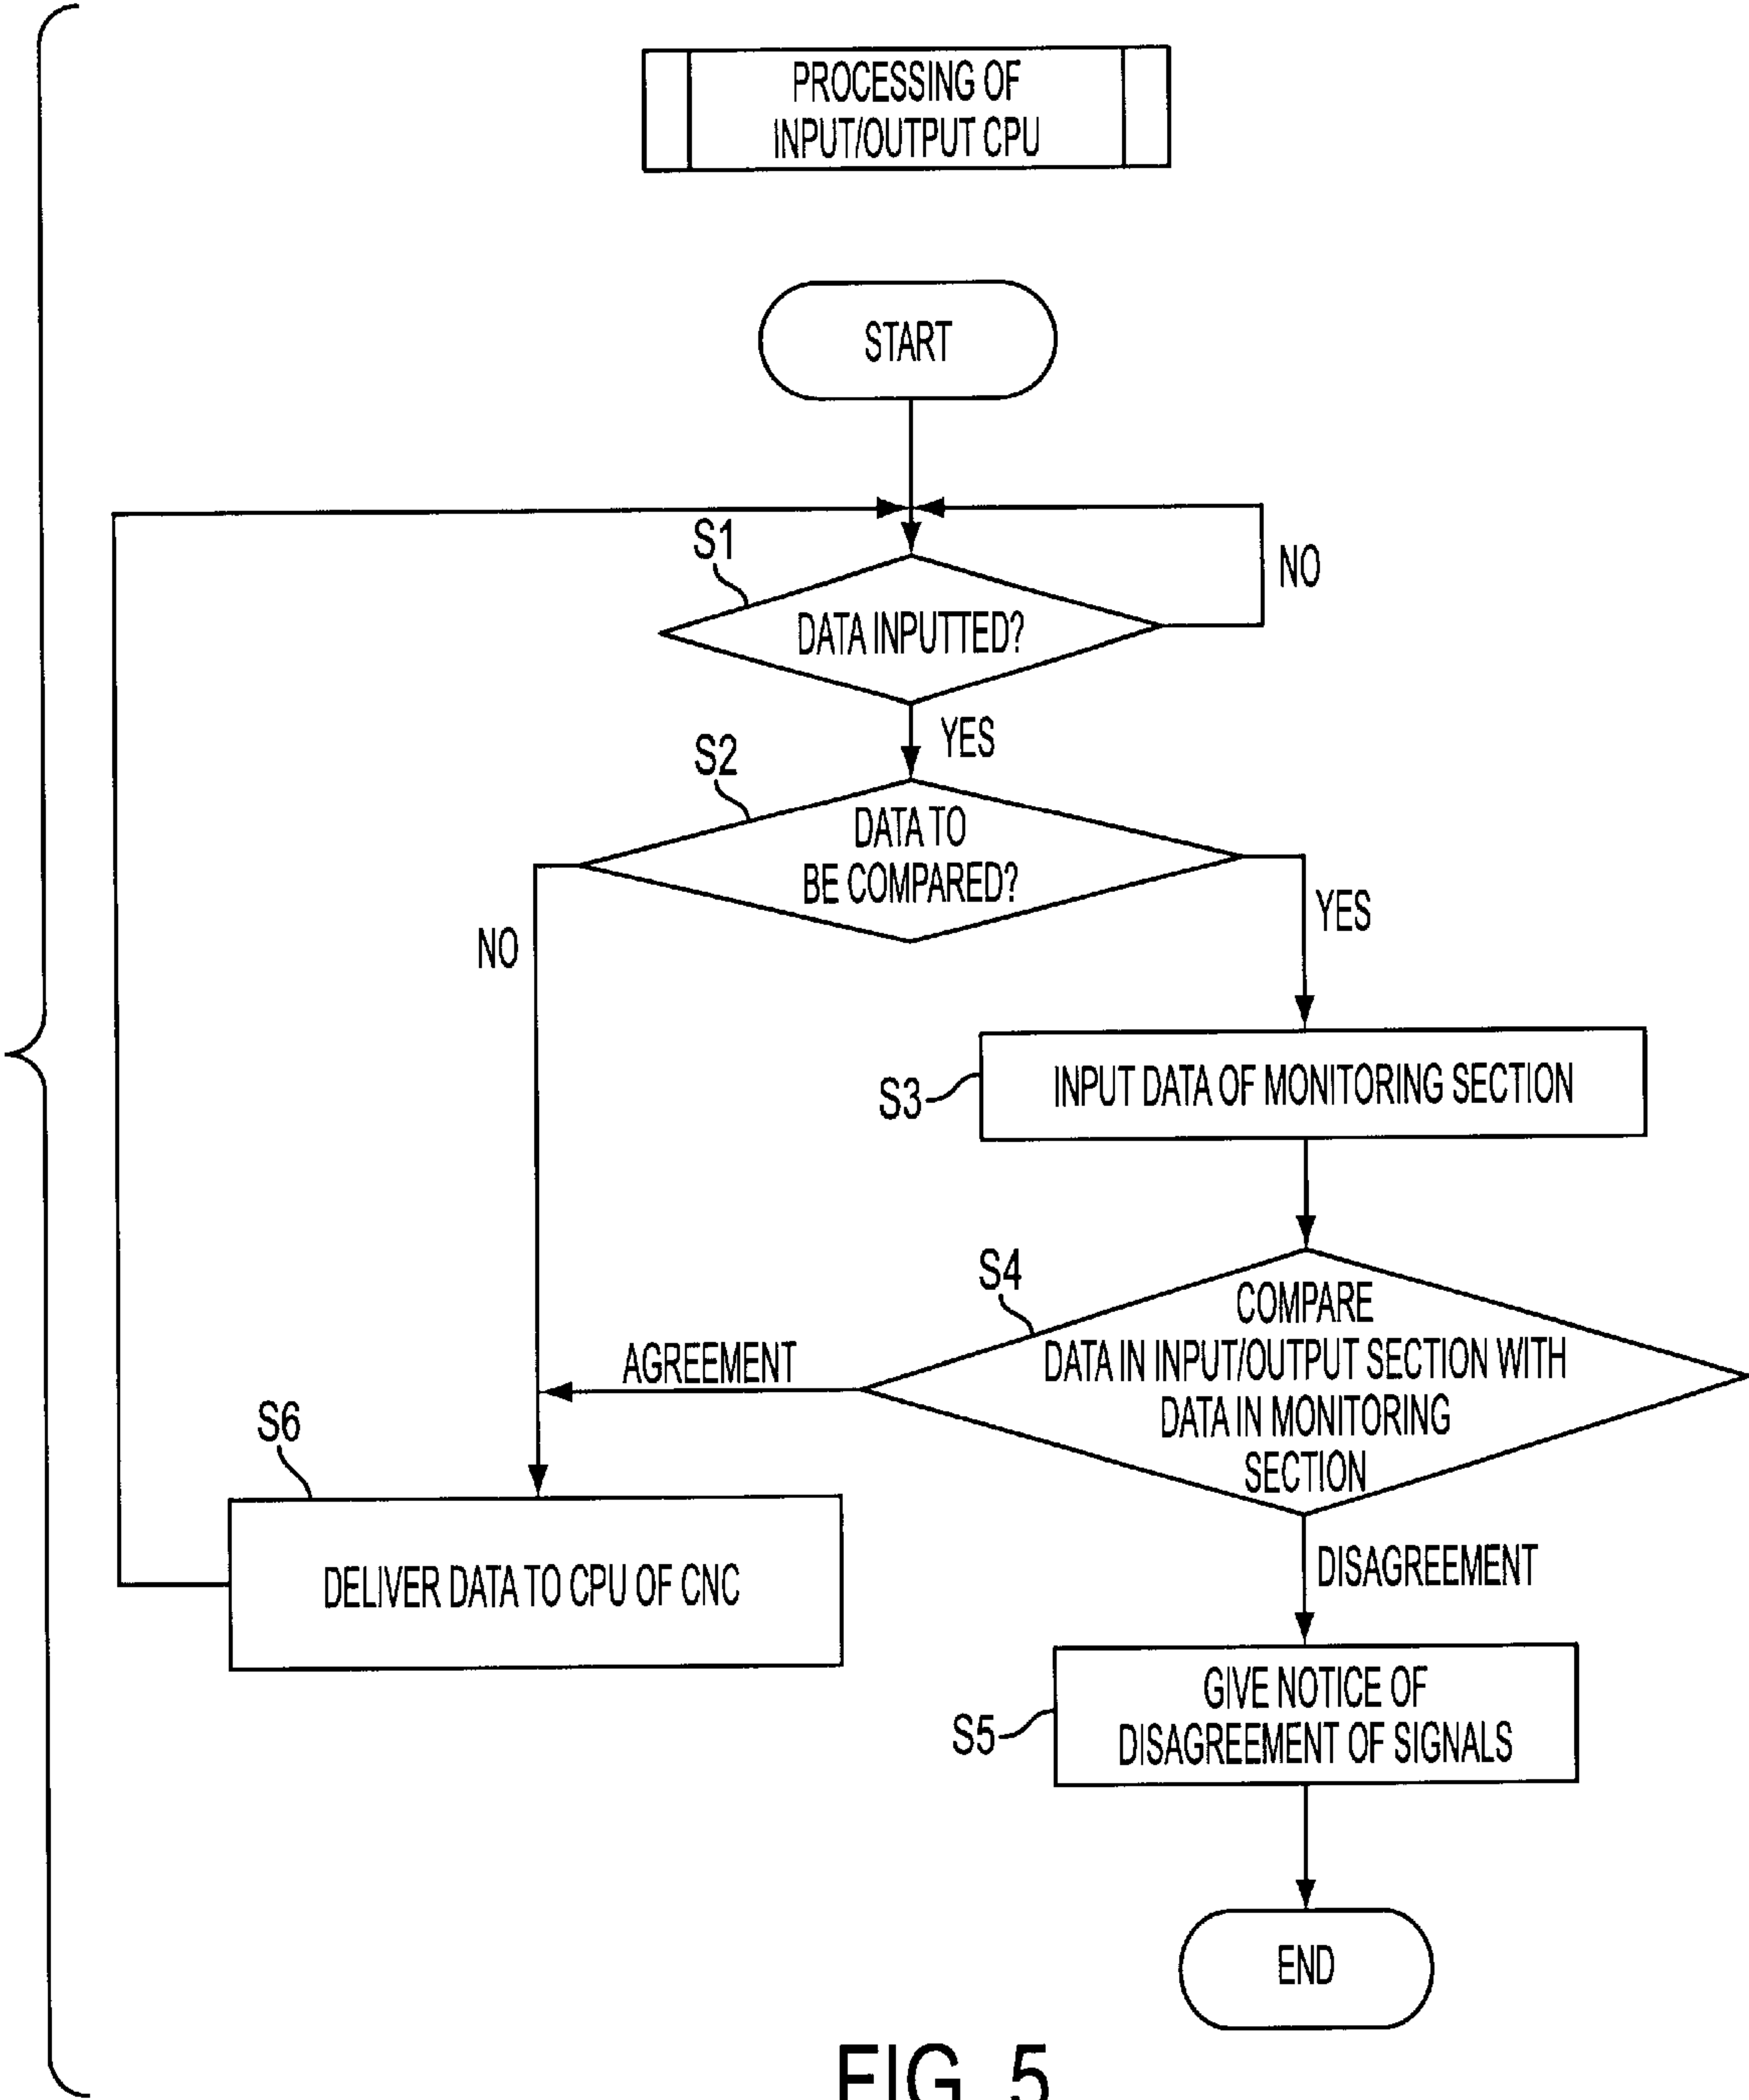 PROCESSING OF
INPUT/OUTPUT CPU
START
S1
NO
DATA INPUTTED?
YES
S2
DATA TO
BE COMPARED?
YES
NO
S3
INPUT DATA OF MONITORING SECTION
S4
COMPARE
DATA IN INPUT/OUTPUT SECTION WITH
DATA IN MONITORING
SECTION
AGREEMENT
S6
DELIVER DATA TO CPU OF CNC
DISAGREEMENT
S5
GIVE NOTICE OF
DISAGREEMENT OF SIGNALS
END
FIG. 5